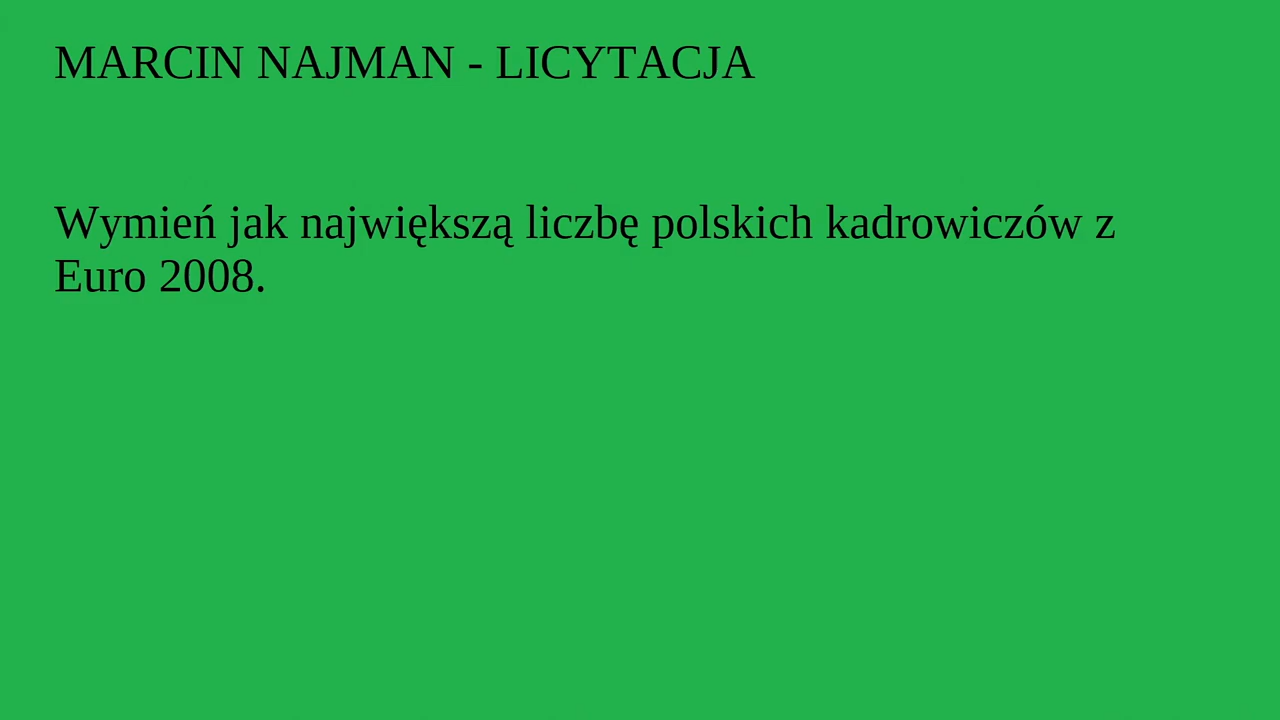 MARCIN NAJMAN - LICYTACJA
Wymień jak największą liczbę polskich kadrowiczów z
Euro 2008.